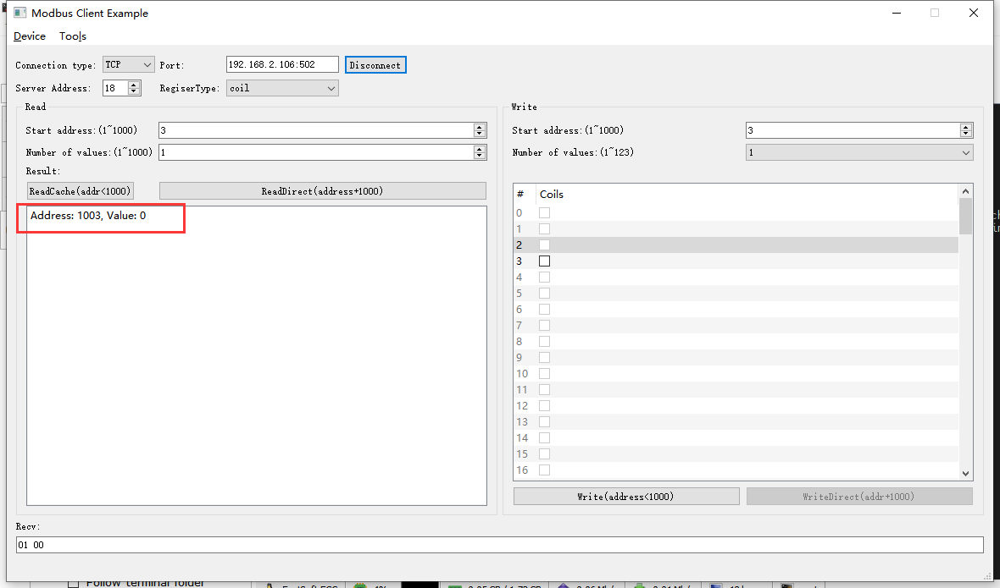 Modbus Client Example
Device Tools
Connection type: TCP Port: 192.168.2.106:502 Disconnect
Server Address: 18 RegiserType: coil
Read
Start address:(1~1000) 3
Number of values:(1~1000) 1
Result:
ReadCache(addr<1000) ReadDirect(address+1000)
Address: 1003, Value: 0
Write
Start address:(1~1000) 3
Number of values:(1~123) 1
# Coils
0
1
2
3
4
5
6
7
8
9
10
11
12
13
14
15
16
Write(address<1000) WriteDirect(addr+1000)
Recv:
01 00
Follow terminal folder